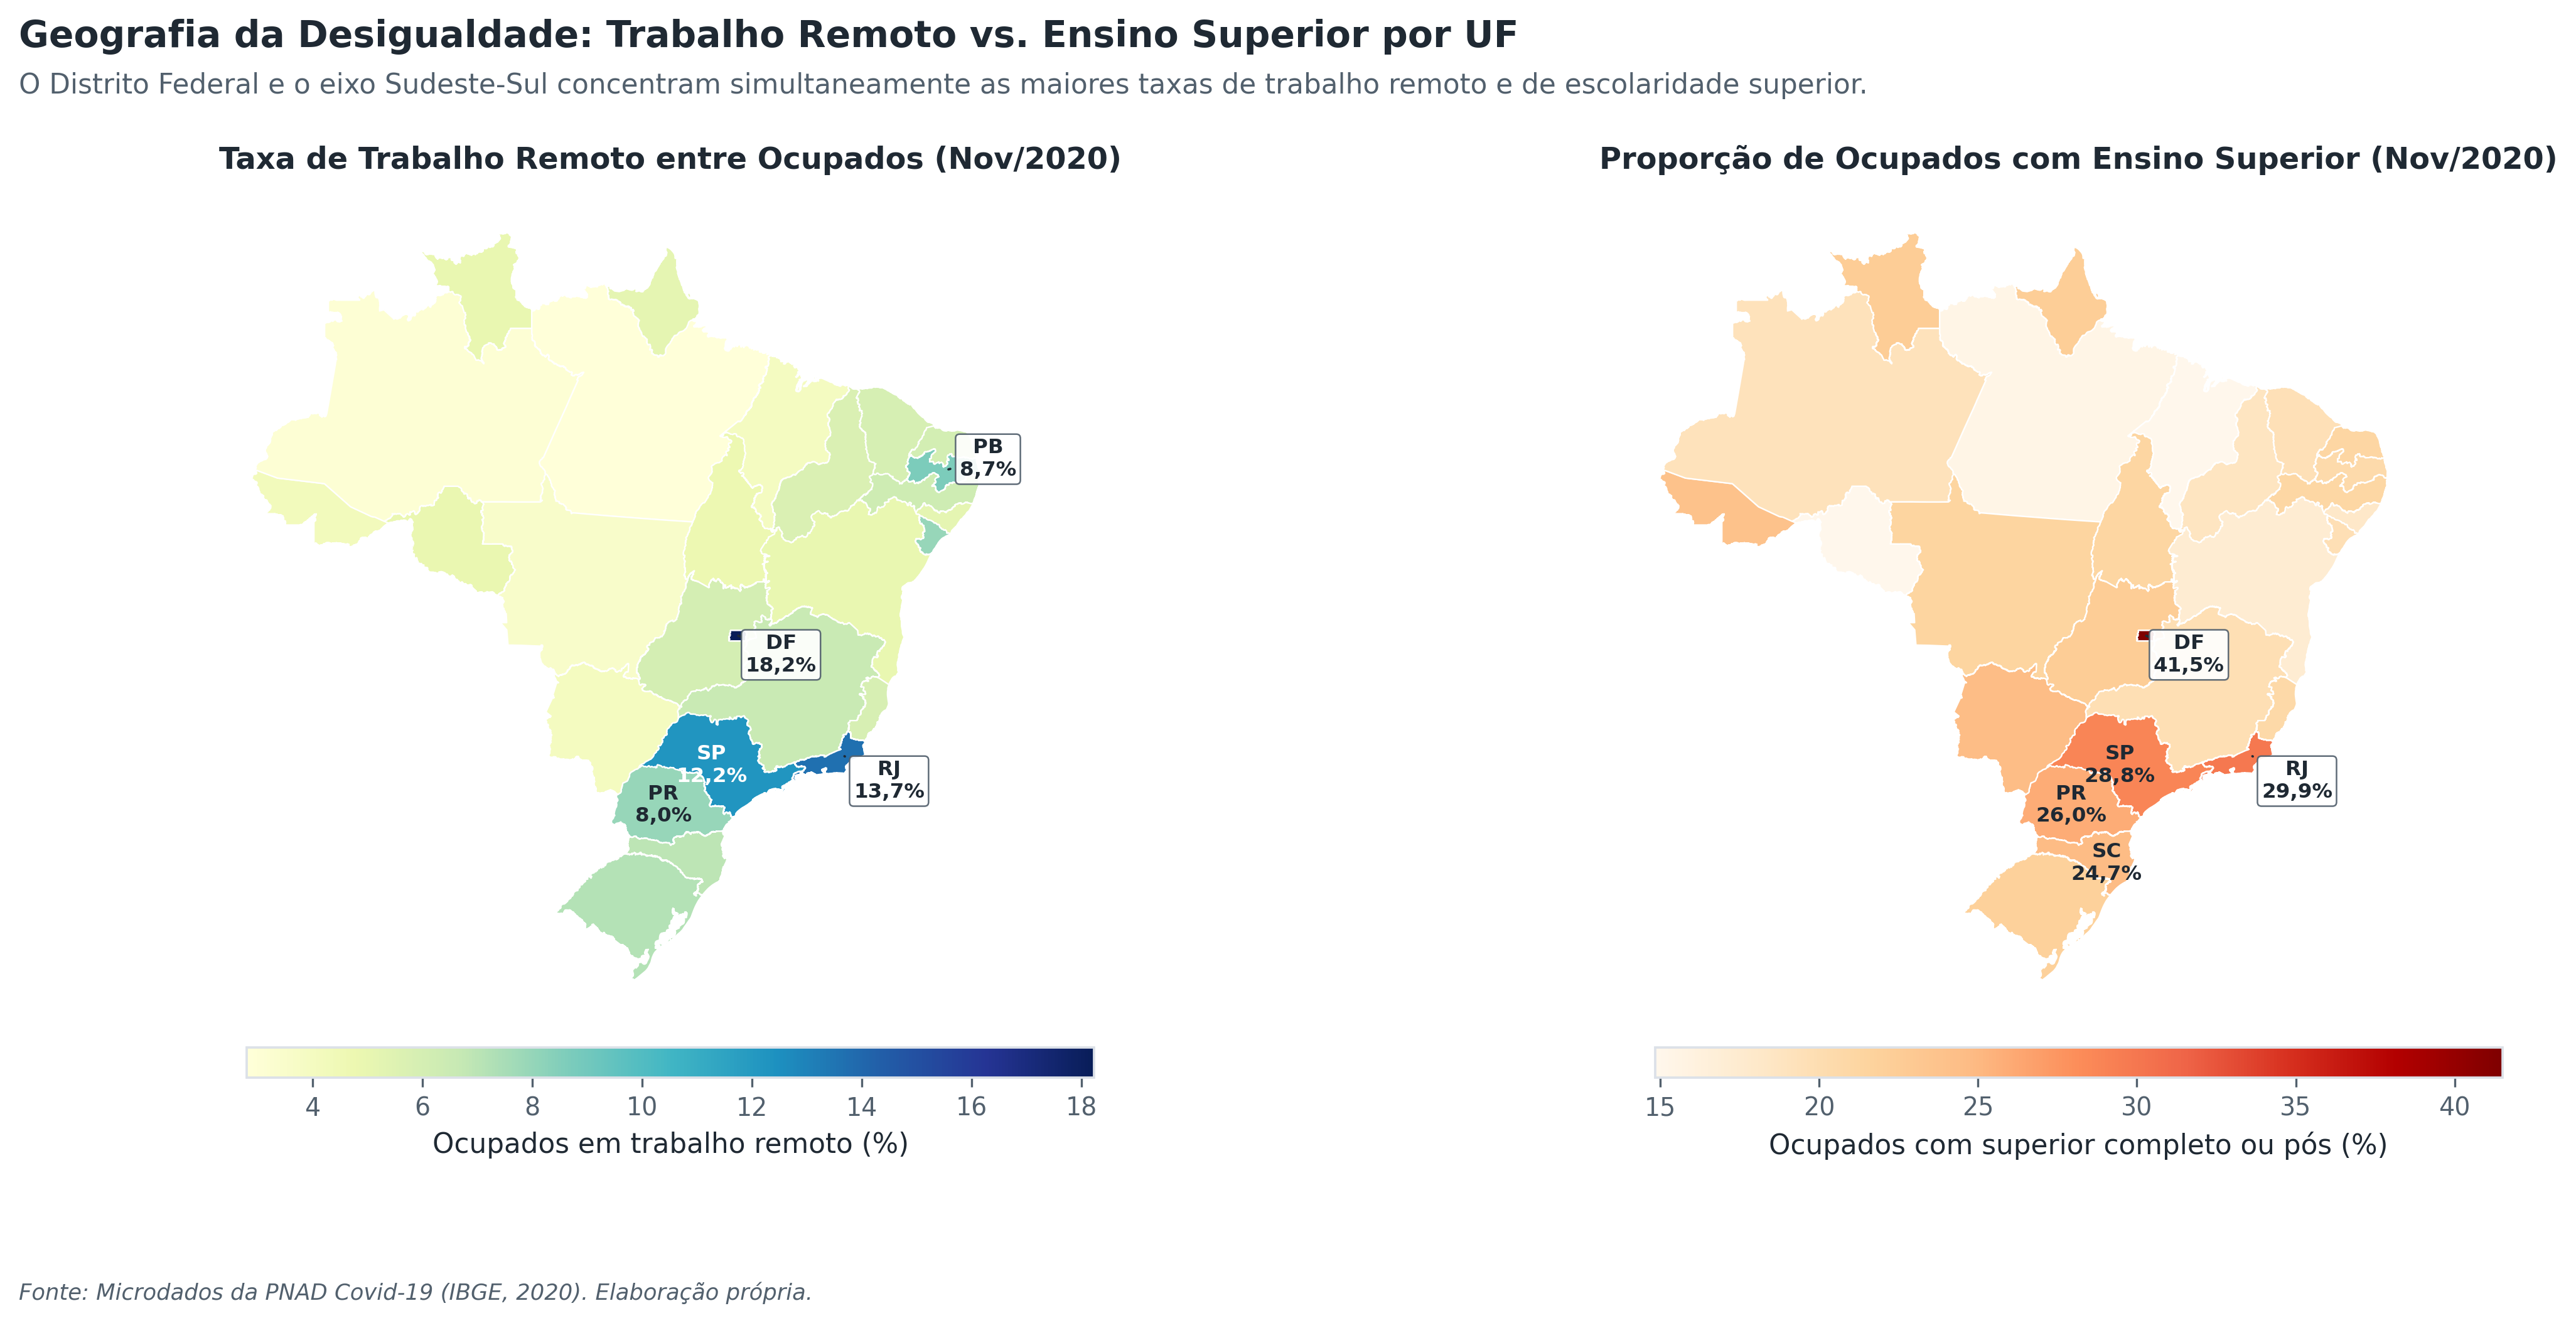 Geografia da Desigualdade: Trabalho Remoto vs. Ensino Superior por UF
O Distrito Federal e o eixo Sudeste-Sul concentram simultaneamente as maiores taxas de trabalho remoto e de escolaridade superior.
Taxa de Trabalho Remoto entre Ocupados (Nov/2020)
PB
8,7%
DF
18,2%
SP
12,2%
RJ
13,7%
PR
8,0%
4 6 8 10 12 14 16 18
Ocupados em trabalho remoto (%)
Proporção de Ocupados com Ensino Superior (Nov/2020)
DF
41,5%
SP
28,8%
RJ
29,9%
PR
26,0%
SC
24,7%
15 20 25 30 35 40
Ocupados com superior completo ou pós (%)
Fonte: Microdados da PNAD Covid-19 (IBGE, 2020). Elaboração própria.